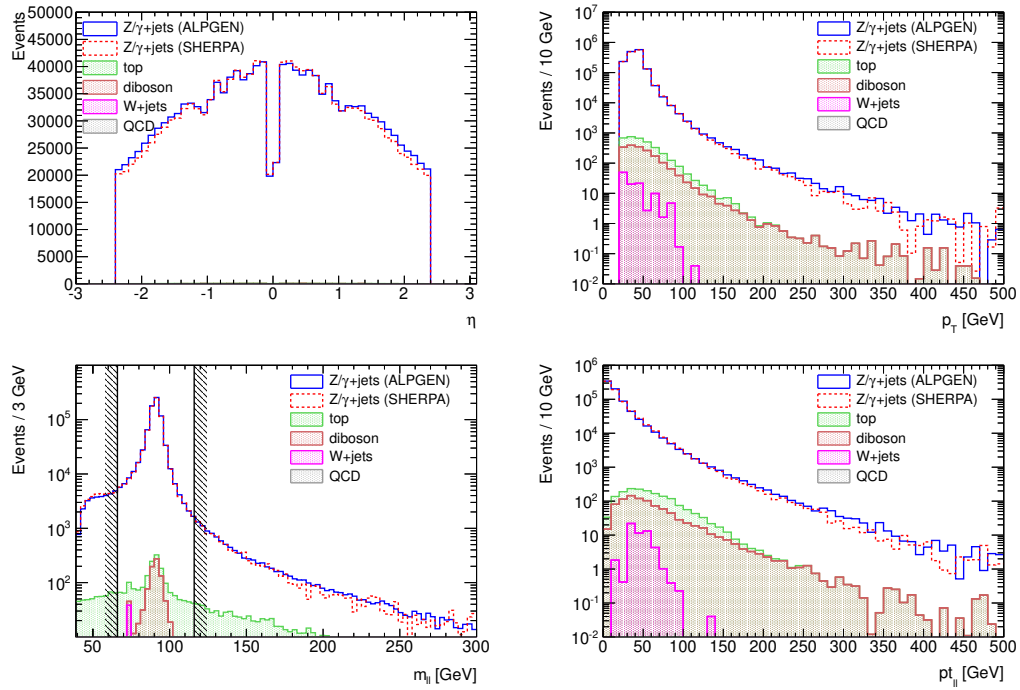 Events
50000
45000
40000
35000
30000
25000
20000
15000
10000
5000
0
Z/γ+jets (ALPGEN)
Z/γ+jets (SHERPA)
top
diboson
W+jets
QCD
-3 -2 -1 0 1 2 3
η
Events / 10 GeV
10^6
10^5
10^4
10^3
10^2
10
1
10^-1
10^-2
Z/γ+jets (ALPGEN)
Z/γ+jets (SHERPA)
top
diboson
W+jets
QCD
0 50 100 150 200 250 300 350 400 450 500
p_T [GeV]
Events / 3 GeV
10^5
10^4
10^3
10^2
Z/γ+jets (ALPGEN)
Z/γ+jets (SHERPA)
top
diboson
W+jets
QCD
50 100 150 200 250 300
m_ll [GeV]
Events / 10 GeV
10^6
10^5
10^4
10^3
10^2
10
1
10^-1
10^-2
Z/γ+jets (ALPGEN)
Z/γ+jets (SHERPA)
top
diboson
W+jets
QCD
0 50 100 150 200 250 300 350 400 450 500
pt_ll [GeV]